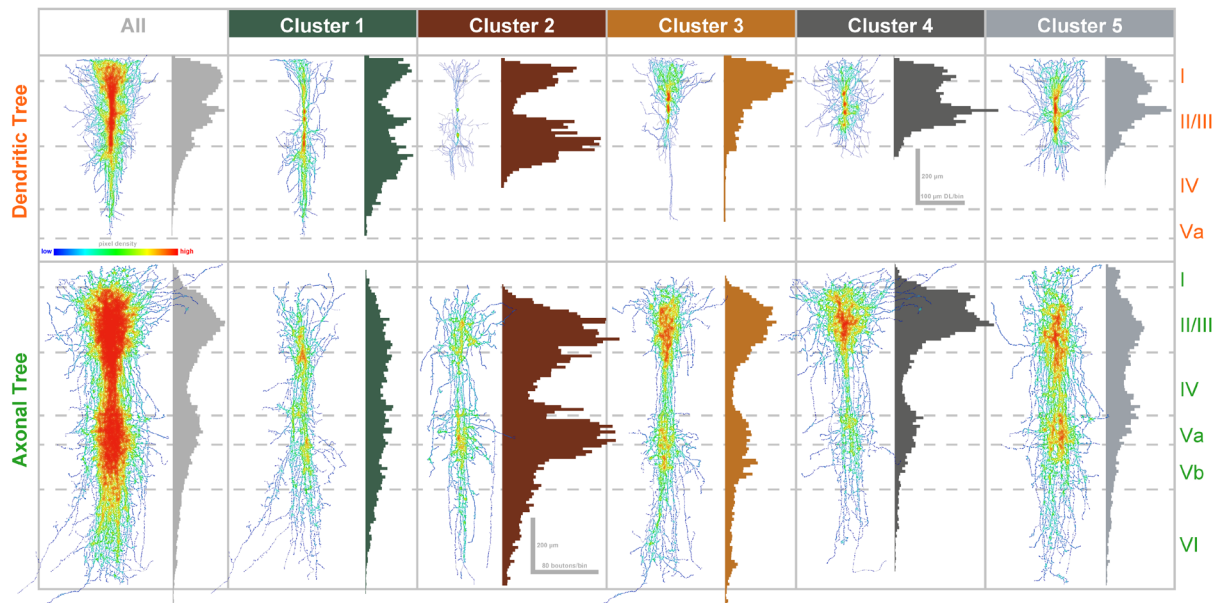 All Cluster 1 Cluster 2 Cluster 3 Cluster 4 Cluster 5
Dendritic Tree
I
II/III
IV
Va
200 µm
100 µm DL/bin
pixel density
low high
Axonal Tree
I
II/III
IV
Va
Vb
VI
200 µm
80 boutons/bin